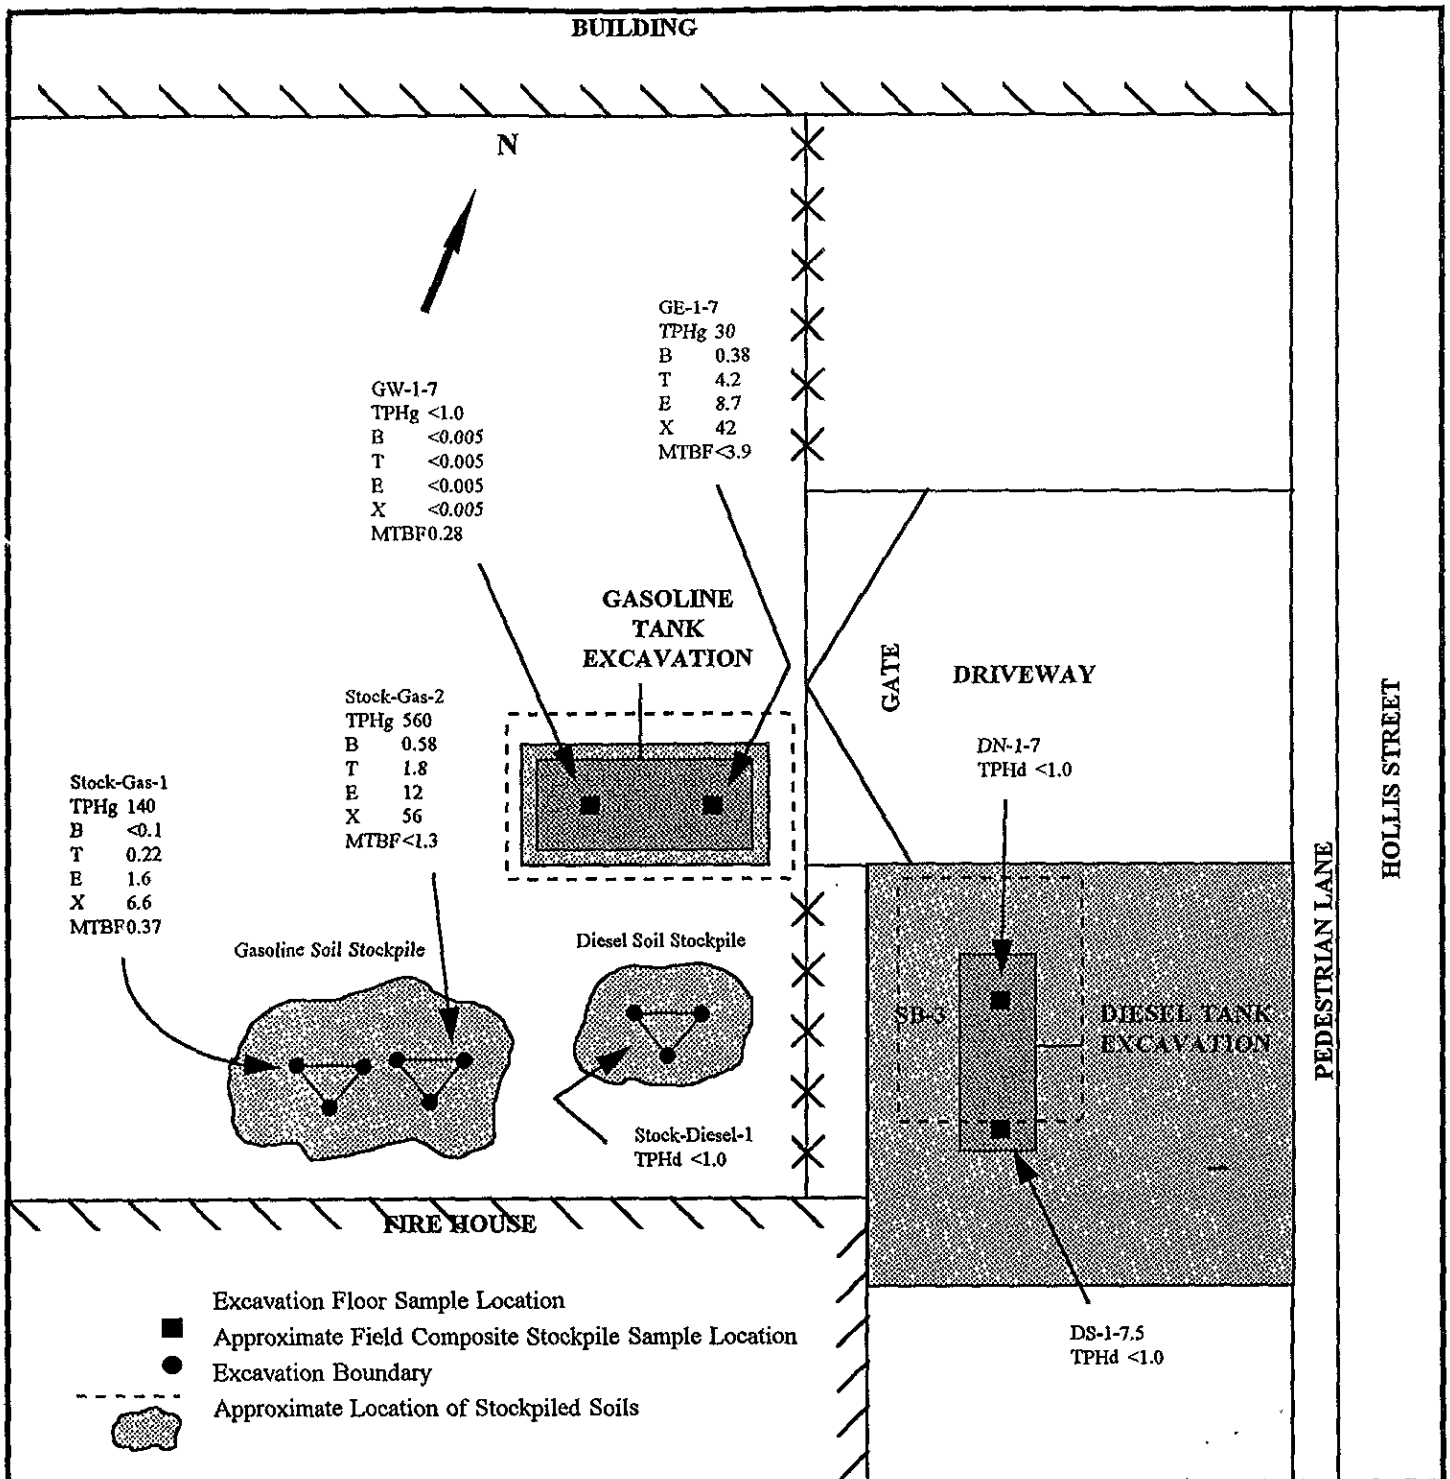 BUILDING
N
GE-1-7
TPHg 30
B 0.38
T 4.2
E 8.7
X 42
MTBF<3.9
GW-1-7
TPHg <1.0
B <0.005
T <0.005
E <0.005
X <0.005
MTBF0.28
GASOLINE
TANK
EXCAVATION
Stock-Gas-2
TPHg 560
B 0.58
T 1.8
E 12
X 56
MTBF<1.3
Stock-Gas-1
TPHg 140
B <0.1
T 0.22
E 1.6
X 6.6
MTBF0.37
GATE
DRIVEWAY
DN-1-7
TPHd <1.0
HOLLIS STREET
PEDESTRIAN LANE
Gasoline Soil Stockpile
Diesel Soil Stockpile
SB-3
DIESEL TANK
EXCAVATION
Stock-Diesel-1
TPHd <1.0
FIRE HOUSE
DS-1-7.5
TPHd <1.0
Excavation Floor Sample Location
Approximate Field Composite Stockpile Sample Location
Excavation Boundary
Approximate Location of Stockpiled Soils